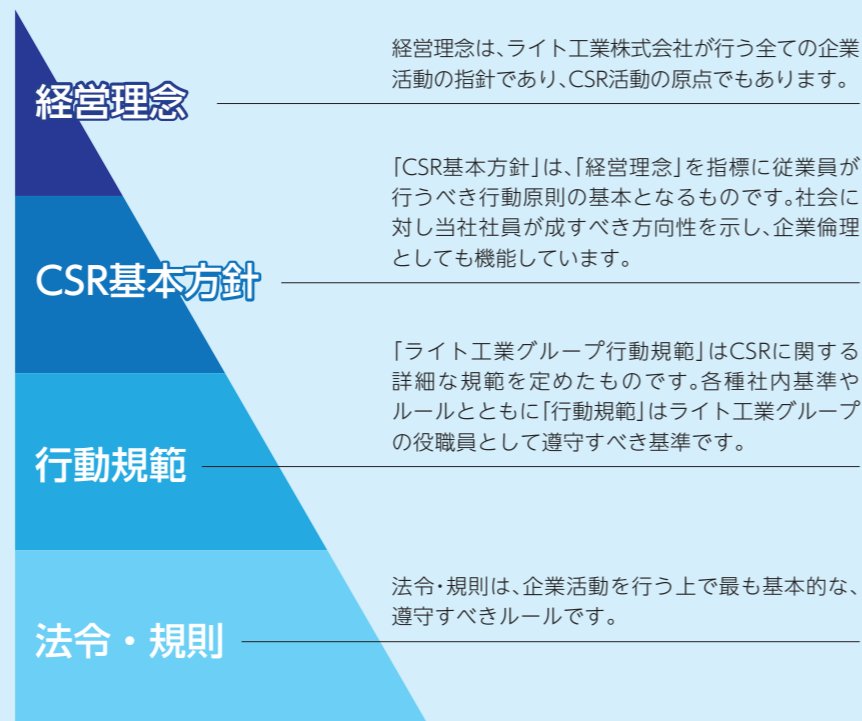 経営理念
経営理念は、ライト工業株式会社が行う全ての企業
活動の指針であり、CSR活動の原点でもあります。
CSR基本方針
「CSR基本方針」は、「経営理念」を指標に従業員が
行うべき行動原則の基本となるものです。社会に
対し当社社員が成すべき方向性を示し、企業倫理
としても機能しています。
行動規範
「ライト工業グループ行動規範」はCSRに関する
詳細な規範を定めたものです。各種社内基準や
ルールとともに「行動規範」はライト工業グループ
の役職員として遵守すべき基準です。
法令・規則
法令・規則は、企業活動を行う上で最も基本的な、
遵守すべきルールです。